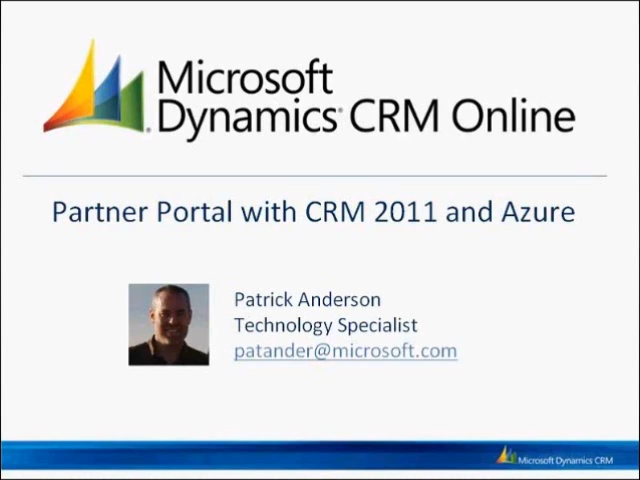 Microsoft
Dynamics® CRM Online
Partner Portal with CRM 2011 and Azure
Patrick Anderson
Technology Specialist
patander@microsoft.com
Microsoft Dynamics CRM